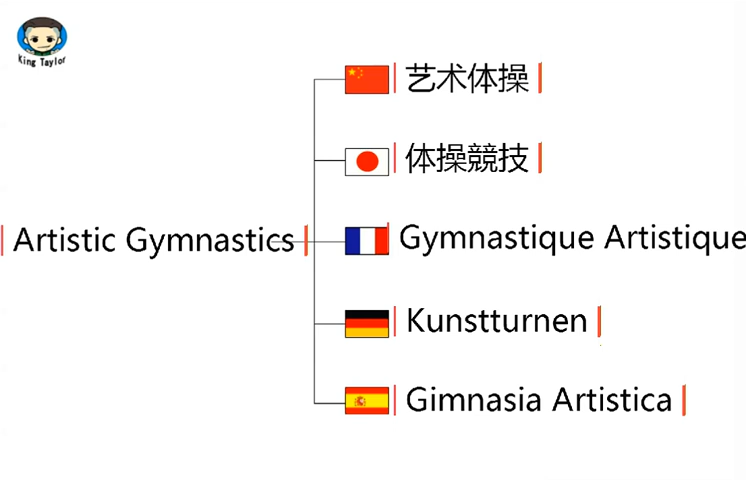 King Taylor
艺术体操
体操競技
Artistic Gymnastics
Gymnastique Artistique
Kunstturnen
Gimnasia Artistica